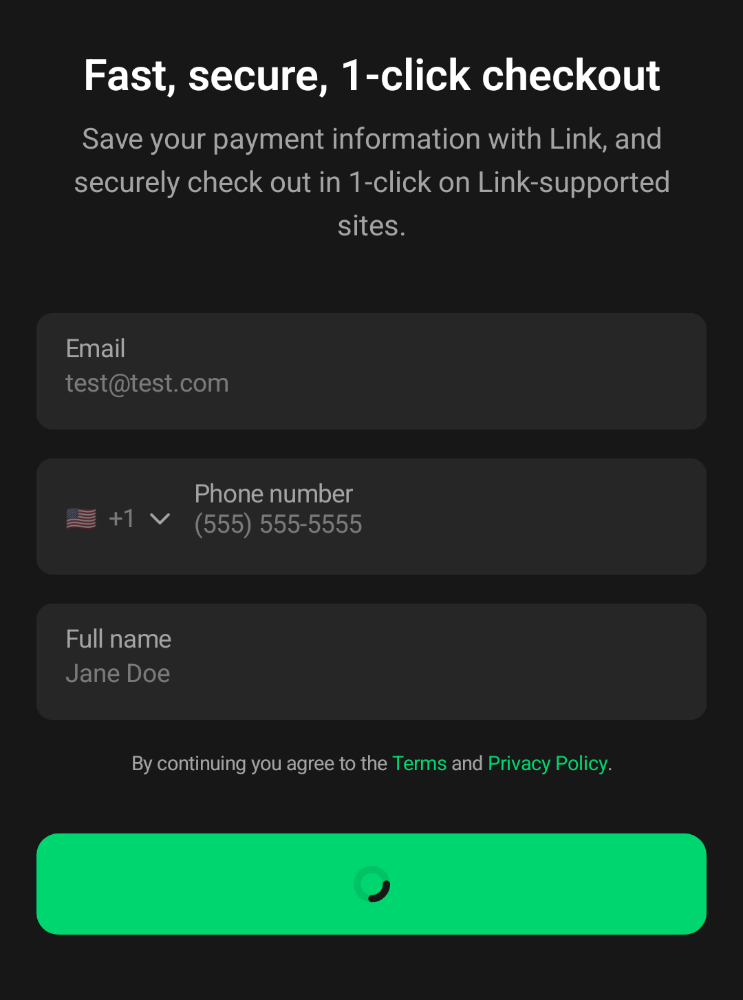 Fast, secure, 1-click checkout
Save your payment information with Link, and
securely check out in 1-click on Link-supported
sites.
Email
test@test.com
Phone number
+1
(555) 555-5555
Full name
Jane Doe
By continuing you agree to the Terms and Privacy Policy.